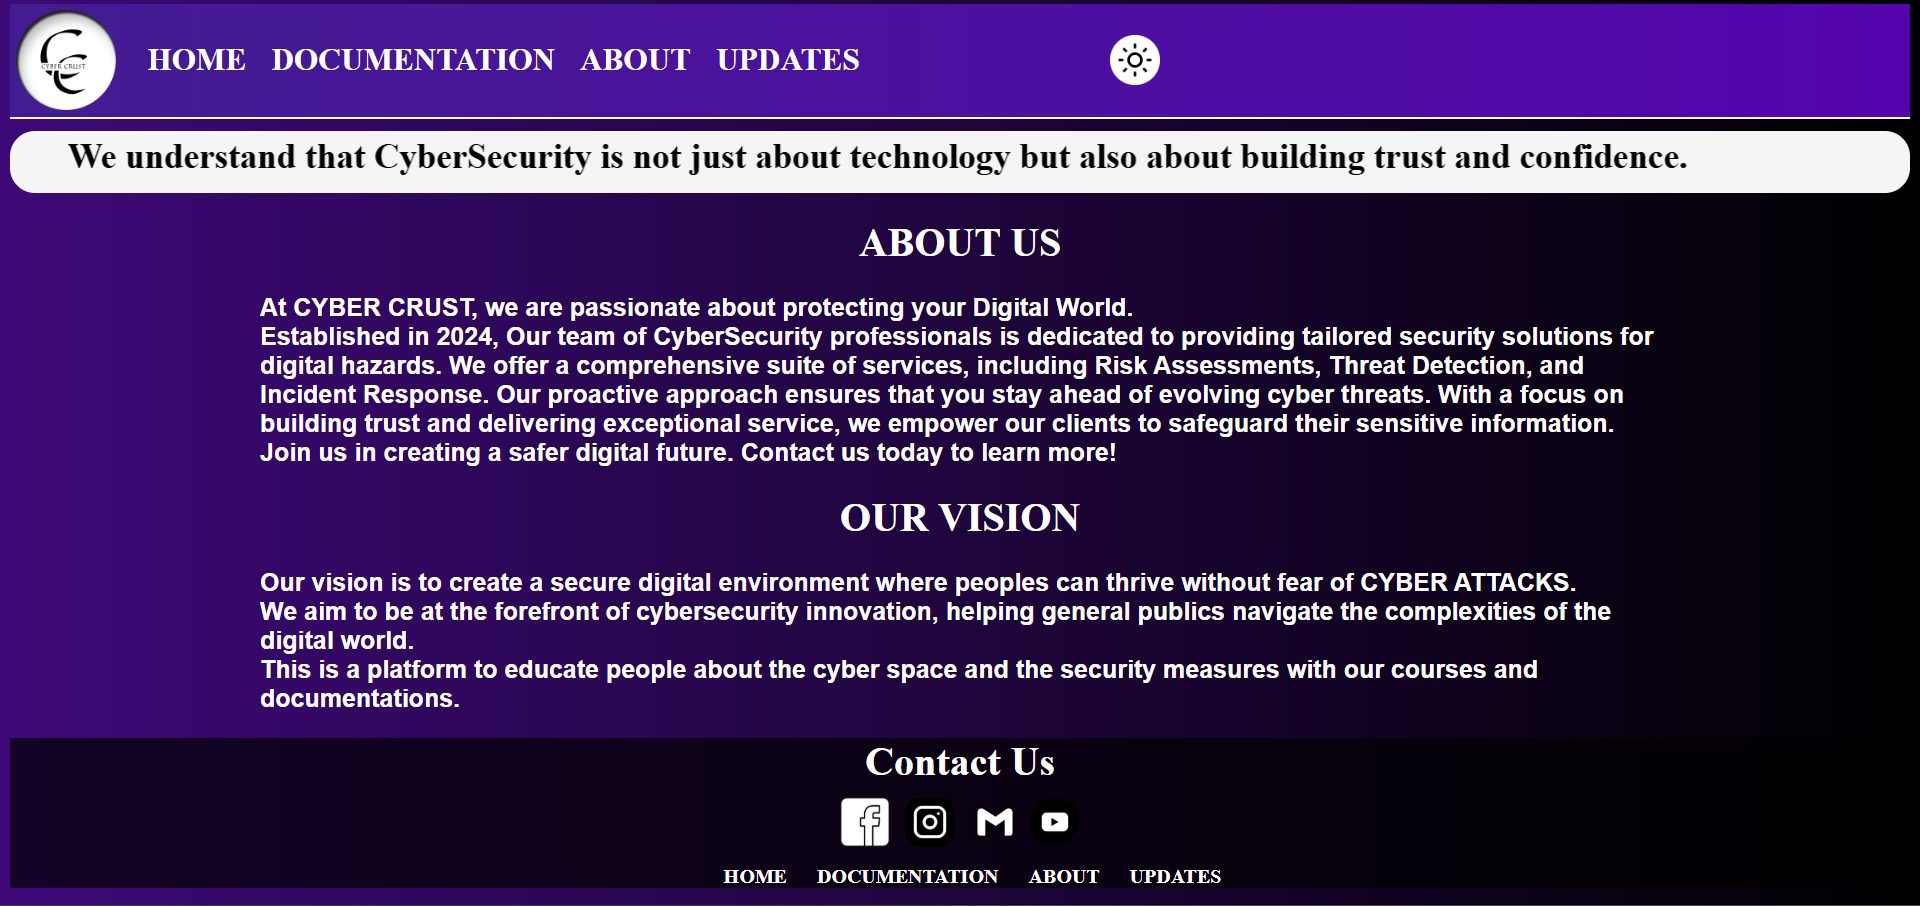 CYBER CRUST
HOME DOCUMENTATION ABOUT UPDATES
We understand that CyberSecurity is not just about technology but also about building trust and confidence.
ABOUT US
At CYBER CRUST, we are passionate about protecting your Digital World.
Established in 2024, Our team of CyberSecurity professionals is dedicated to providing tailored security solutions for
digital hazards. We offer a comprehensive suite of services, including Risk Assessments, Threat Detection, and
Incident Response. Our proactive approach ensures that you stay ahead of evolving cyber threats. With a focus on
building trust and delivering exceptional service, we empower our clients to safeguard their sensitive information.
Join us in creating a safer digital future. Contact us today to learn more!
OUR VISION
Our vision is to create a secure digital environment where peoples can thrive without fear of CYBER ATTACKS.
We aim to be at the forefront of cybersecurity innovation, helping general publics navigate the complexities of the
digital world.
This is a platform to educate people about the cyber space and the security measures with our courses and
documentations.
Contact Us
HOME DOCUMENTATION ABOUT UPDATES